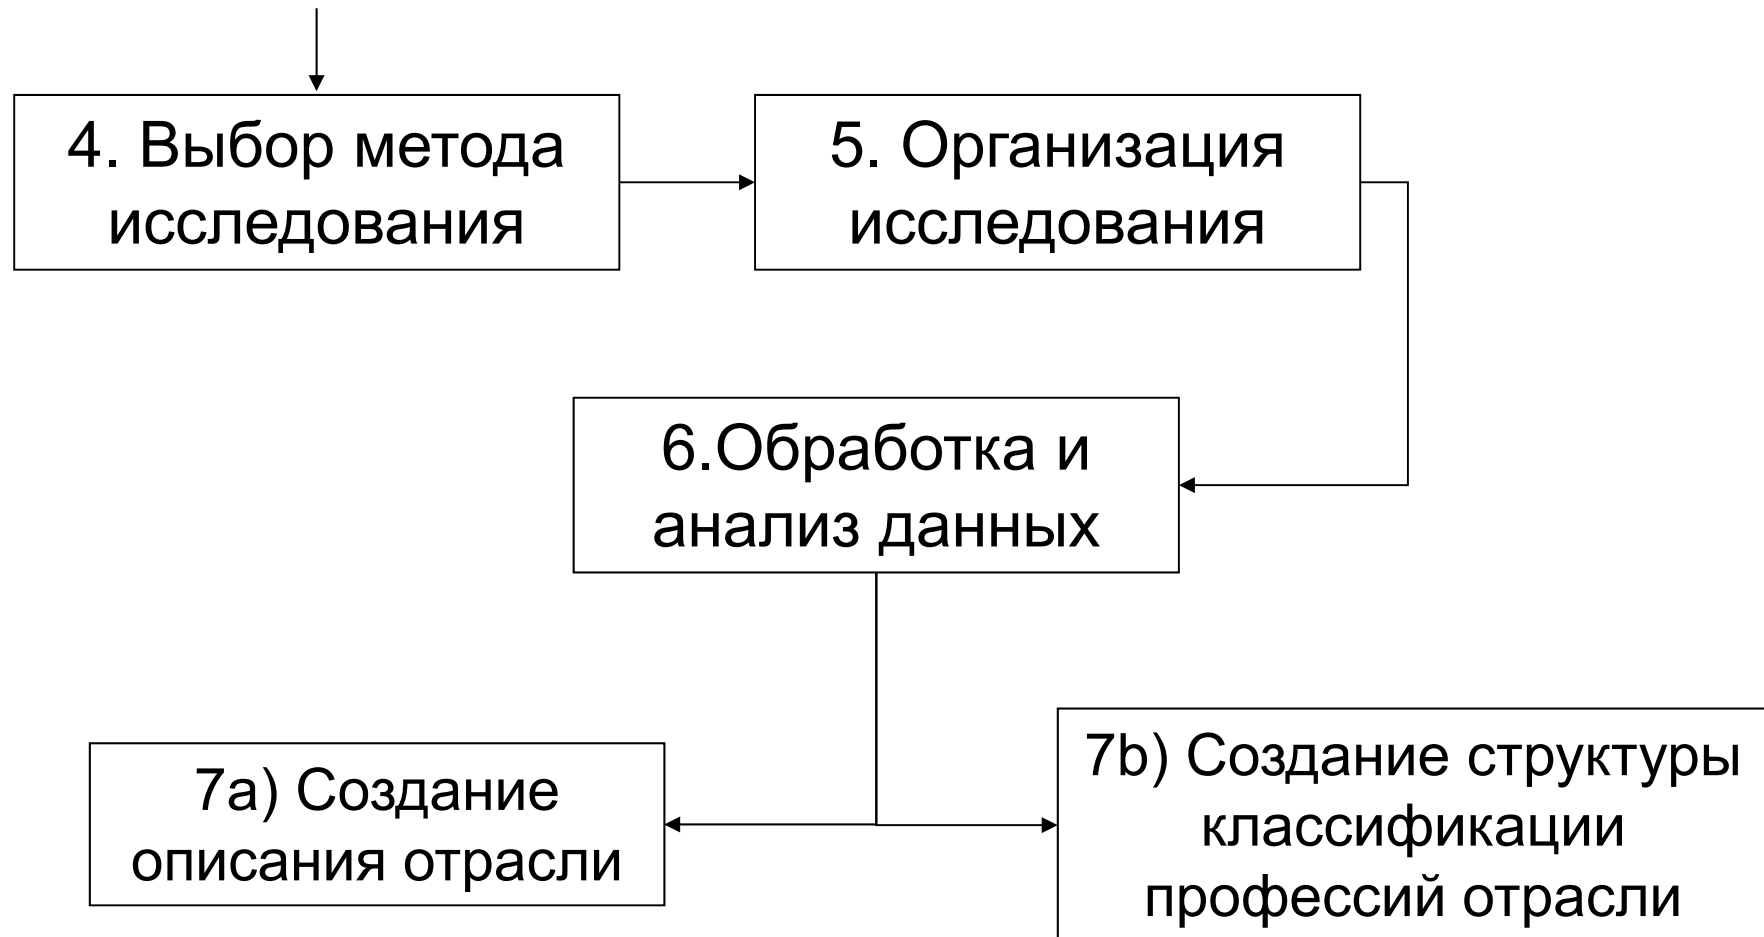 4. Выбор метода
исследования
5. Организация
исследования
6.Обработка и
анализ данных
7a) Создание
описания отрасли
7b) Создание структуры
классификации
профессий отрасли